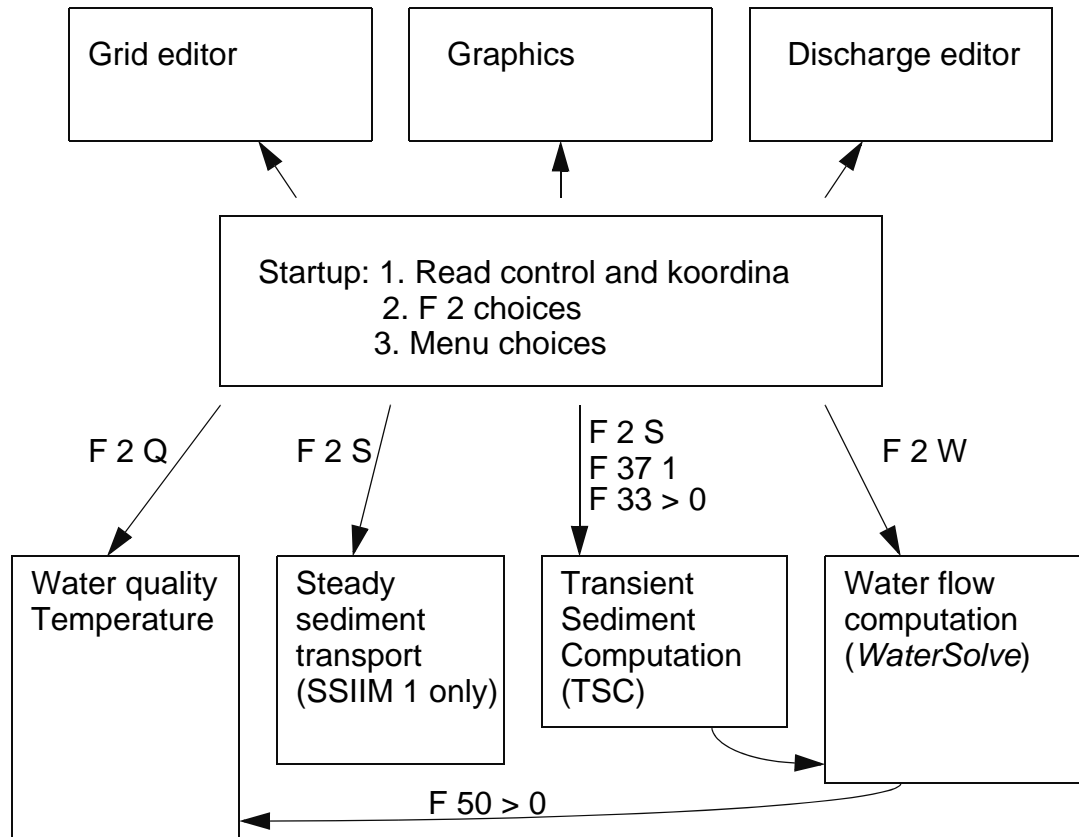 Grid editor
Graphics
Discharge editor
Startup: 1. Read control and koordina
2. F 2 choices
3. Menu choices
F 2 Q
F 2 S
F 2 S
F 37 1
F 33 > 0
F 2 W
Water quality
Temperature
Steady
sediment
transport
(SSIIM 1 only)
Transient
Sediment
Computation
(TSC)
Water flow
computation
(WaterSolve)
F 50 > 0